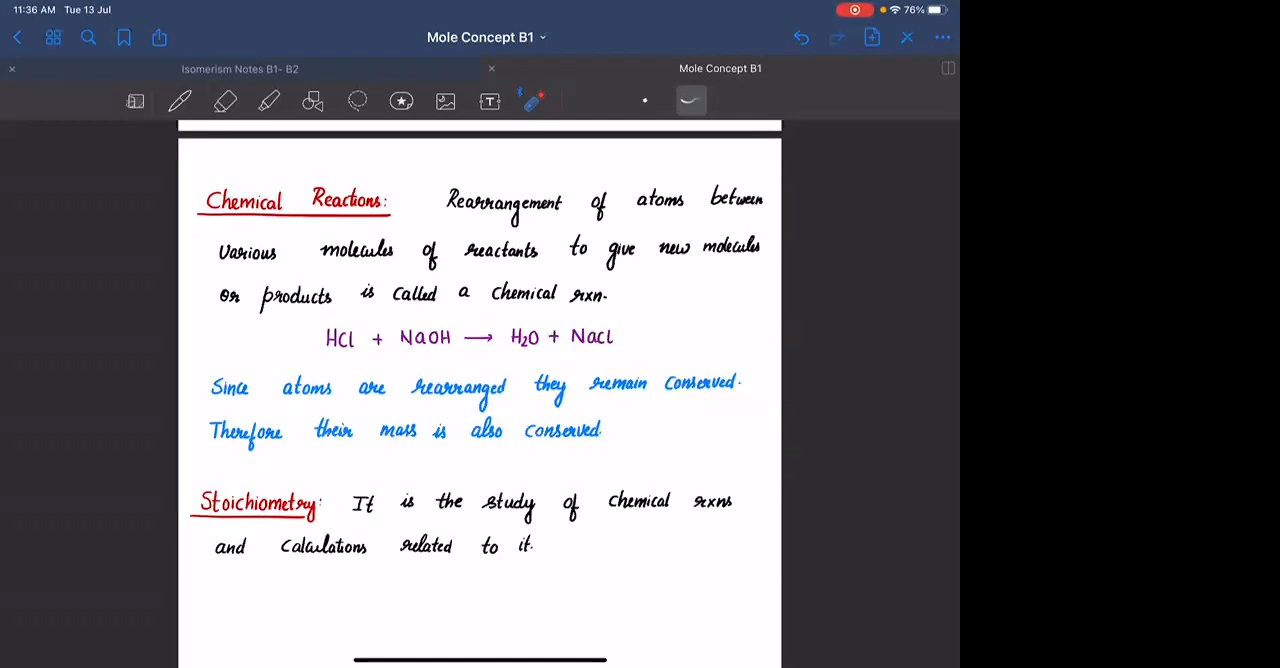 11:36 AM Tue 13 Jul
76%
Mole Concept B1
Isomerism Notes B1- B2
Mole Concept B1
Chemical Reactions: Rearrangement of atoms between
various molecules of reactants to give new molecules
or products is called a chemical rxn.
HCl + NaOH → H2O + NaCl
Since atoms are rearranged they remain conserved.
Therefore their mass is also conserved.
Stoichiometry: It is the study of chemical rxns
and calculations related to it.